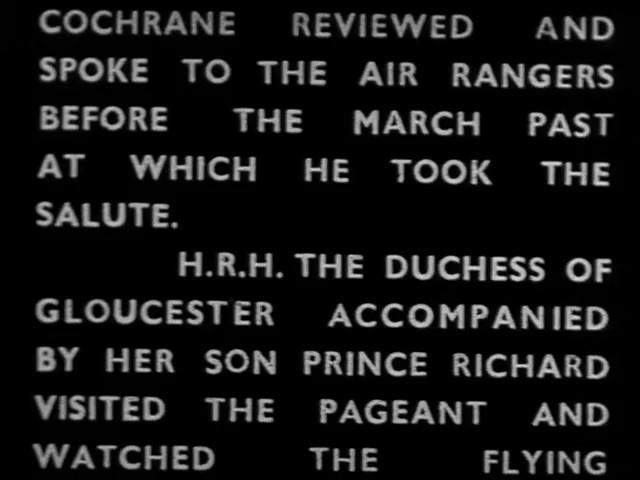 COCHRANE REVIEWED AND
SPOKE TO THE AIR RANGERS
BEFORE THE MARCH PAST
AT WHICH HE TOOK THE
SALUTE.
H.R.H. THE DUCHESS OF
GLOUCESTER ACCOMPANIED
BY HER SON PRINCE RICHARD
VISITED THE PAGEANT AND
WATCHED THE FLYING